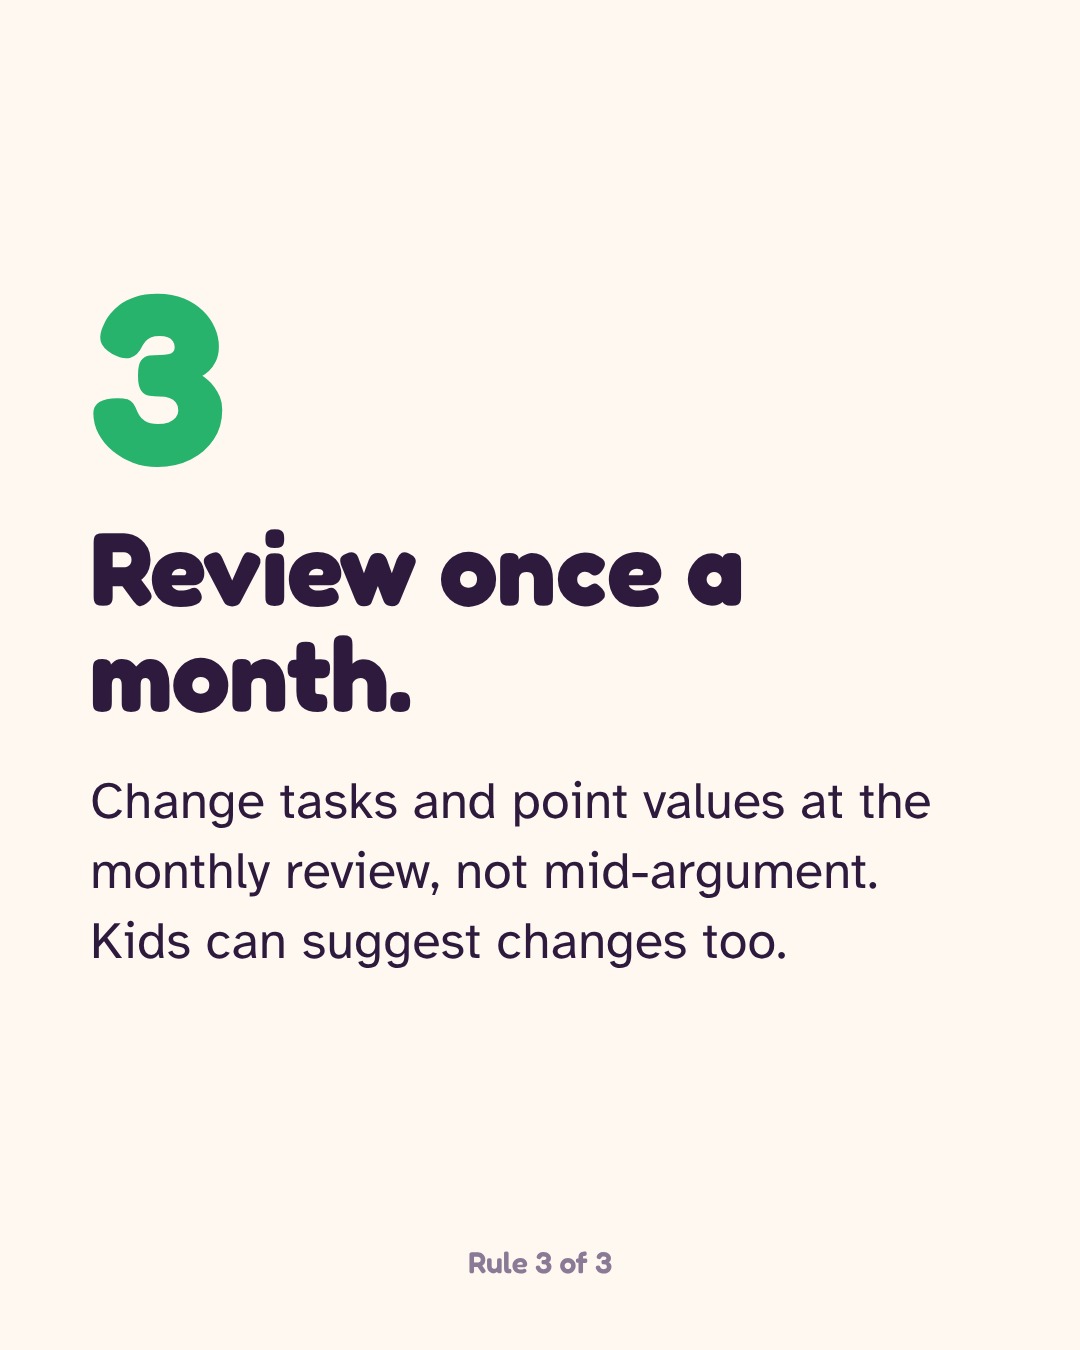 3
Review once a
month.
Change tasks and point values at the
monthly review, not mid-argument.
Kids can suggest changes too.
Rule 3 of 3